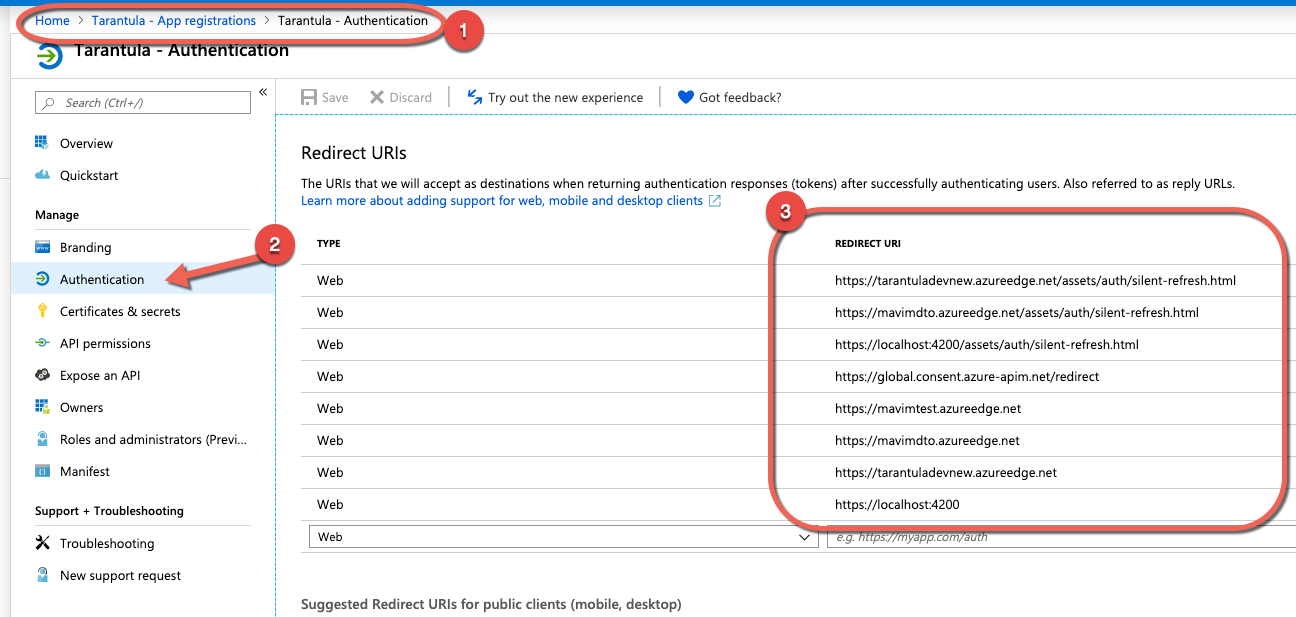 Home > Tarantula - App registrations > Tarantula - Authentication
1
Tarantula - Authentication
Search (Ctrl+/)
«
Save
Discard
Try out the new experience
Got feedback?
Overview
Quickstart
Manage
Branding
2
Authentication
Certificates & secrets
API permissions
Expose an API
Owners
Roles and administrators (Previ...
Manifest
Support + Troubleshooting
Troubleshooting
New support request
Redirect URIs
The URIs that we will accept as destinations when returning authentication responses (tokens) after successfully authenticating users. Also referred to as reply URLs.
Learn more about adding support for web, mobile and desktop clients
3
TYPE REDIRECT URI
Web https://tarantuladevnew.azureedge.net/assets/auth/silent-refresh.html
Web https://mavimdto.azureedge.net/assets/auth/silent-refresh.html
Web https://localhost:4200/assets/auth/silent-refresh.html
Web https://global.consent.azure-apim.net/redirect
Web https://mavimtest.azureedge.net
Web https://mavimdto.azureedge.net
Web https://tarantuladevnew.azureedge.net
Web https://localhost:4200
Web e.g. https://myapp.com/auth
Suggested Redirect URIs for public clients (mobile, desktop)